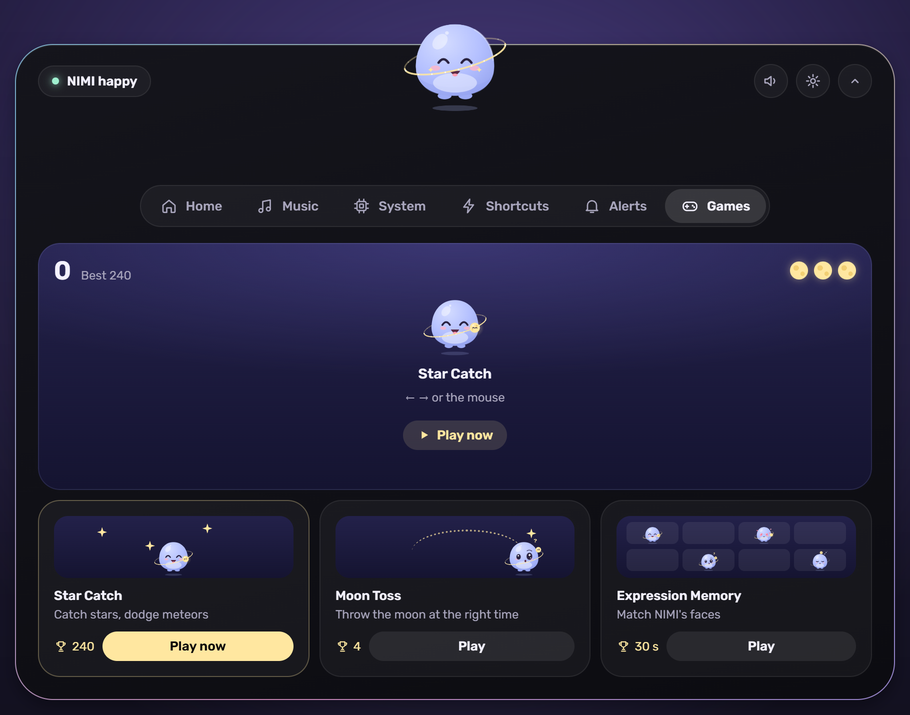 NIMI happy
Home
Music
System
Shortcuts
Alerts
Games
0 Best 240
Star Catch
← → or the mouse
Play now
Star Catch
Catch stars, dodge meteors
240
Play now
Moon Toss
Throw the moon at the right time
4
Play
Expression Memory
Match NIMI's faces
30 s
Play